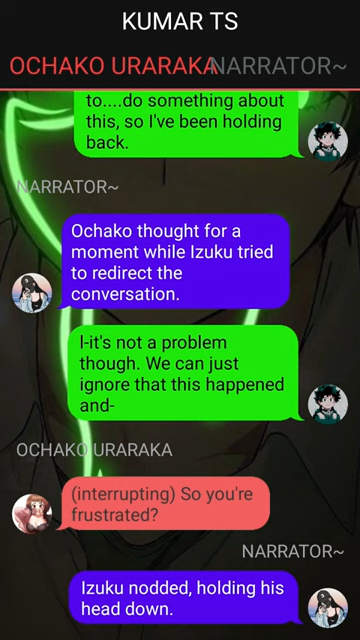 KUMAR TS
OCHAKO URARAKA NARRATOR~
to....do something about
this, so I've been holding
back.
NARRATOR~
Ochako thought for a
moment while Izuku tried
to redirect the
conversation.
I-it's not a problem
though. We can just
ignore that this happened
and-
OCHAKO URARAKA
(interrupting) So you're
frustrated?
NARRATOR~
Izuku nodded, holding his
head down.